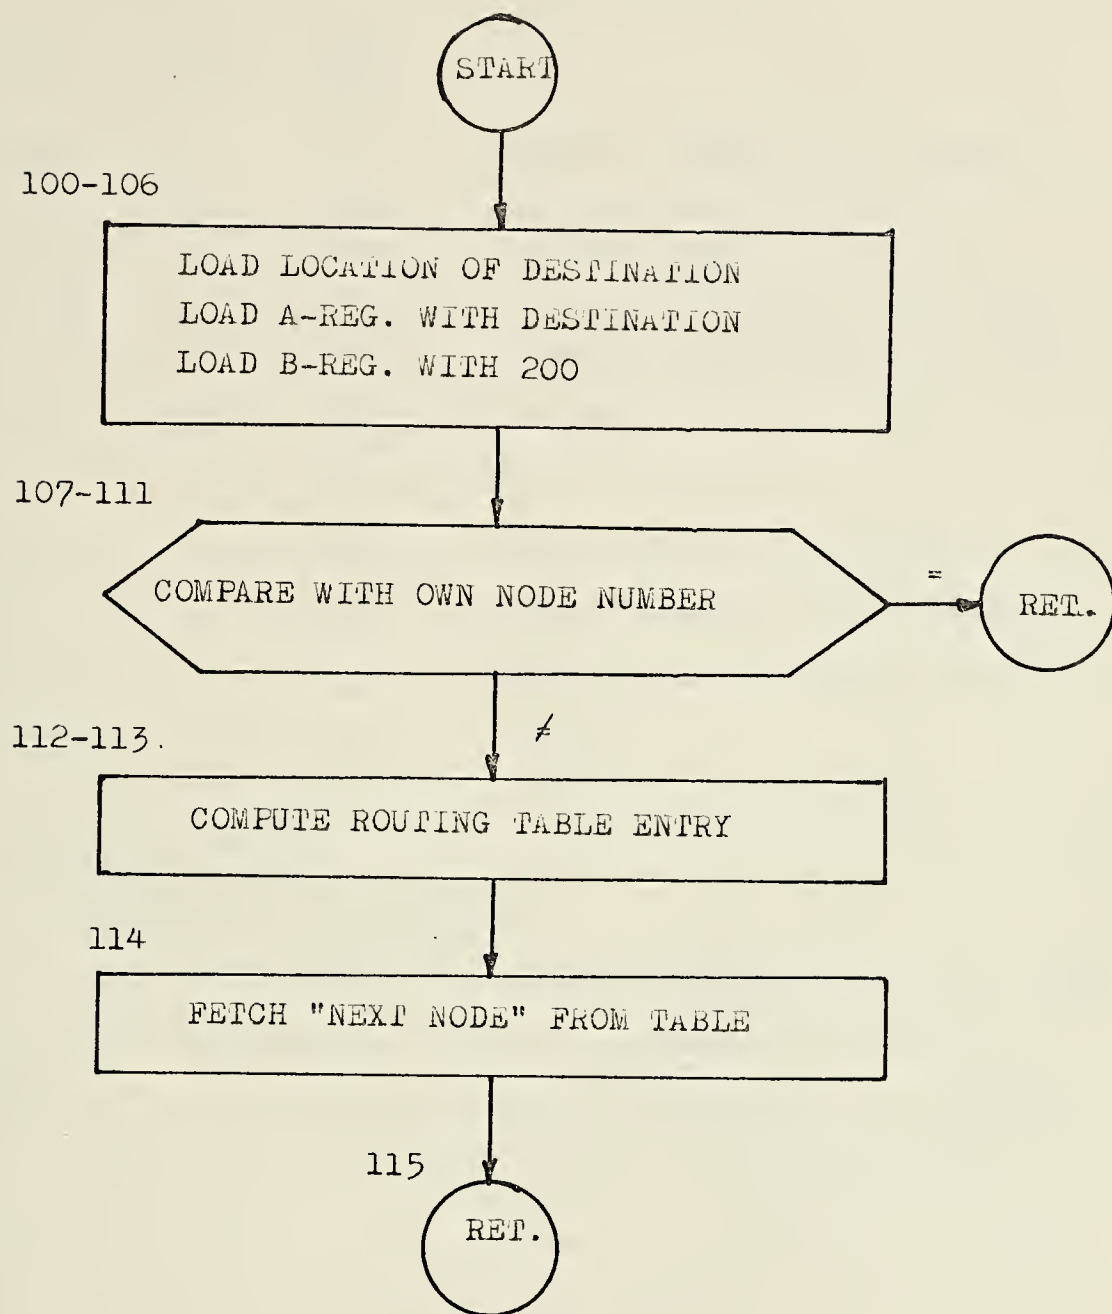 START
100-106
LOAD LOCATION OF DESTINATION
LOAD A-REG. WITH DESTINATION
LOAD B-REG. WITH 200
107-111
COMPARE WITH OWN NODE NUMBER
=
RET.
≠
112-113.
COMPUTE ROUTING TABLE ENTRY
114
FETCH "NEXT NODE" FROM TABLE
115
RET.